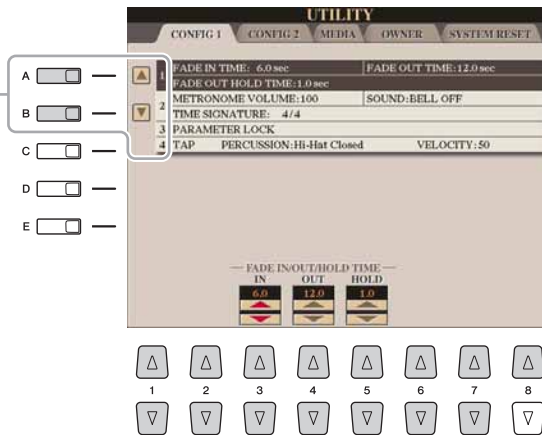 UTILITY
CONFIG 1 CONFIG 2 MEDIA OWNER SYSTEM RESET
1 FADE IN TIME: 6.0 sec FADE OUT TIME:12.0 sec
FADE OUT HOLD TIME:1.0 sec
2 METRONOME VOLUME:100 SOUND:BELL OFF
TIME SIGNATURE: 4/4
3 PARAMETER LOCK
4 TAP PERCUSSION:Hi-Hat Closed VELOCITY:50
A
B
C
D
E
FADE IN/OUT/HOLD TIME
IN OUT HOLD
6.0 12.0 1.0
1 2 3 4 5 6 7 8